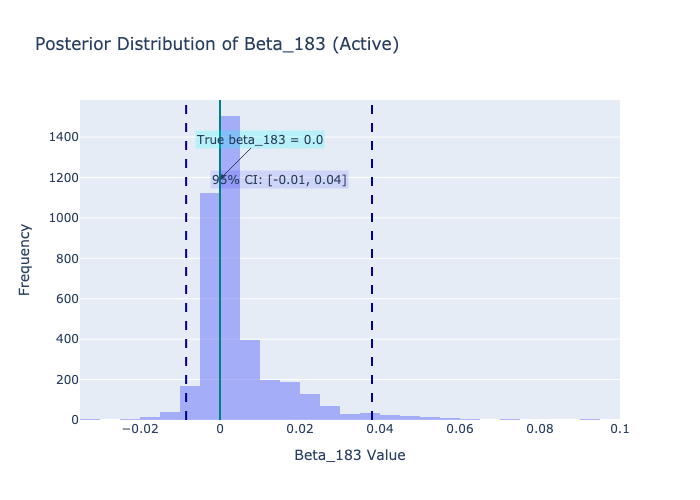 Posterior Distribution of Beta_183 (Active)
True beta_183 = 0.0
95% CI: [-0.01, 0.04]
1400
1200
1000
800
600
400
200
0
Frequency
−0.02 0 0.02 0.04 0.06 0.08 0.1
Beta_183 Value